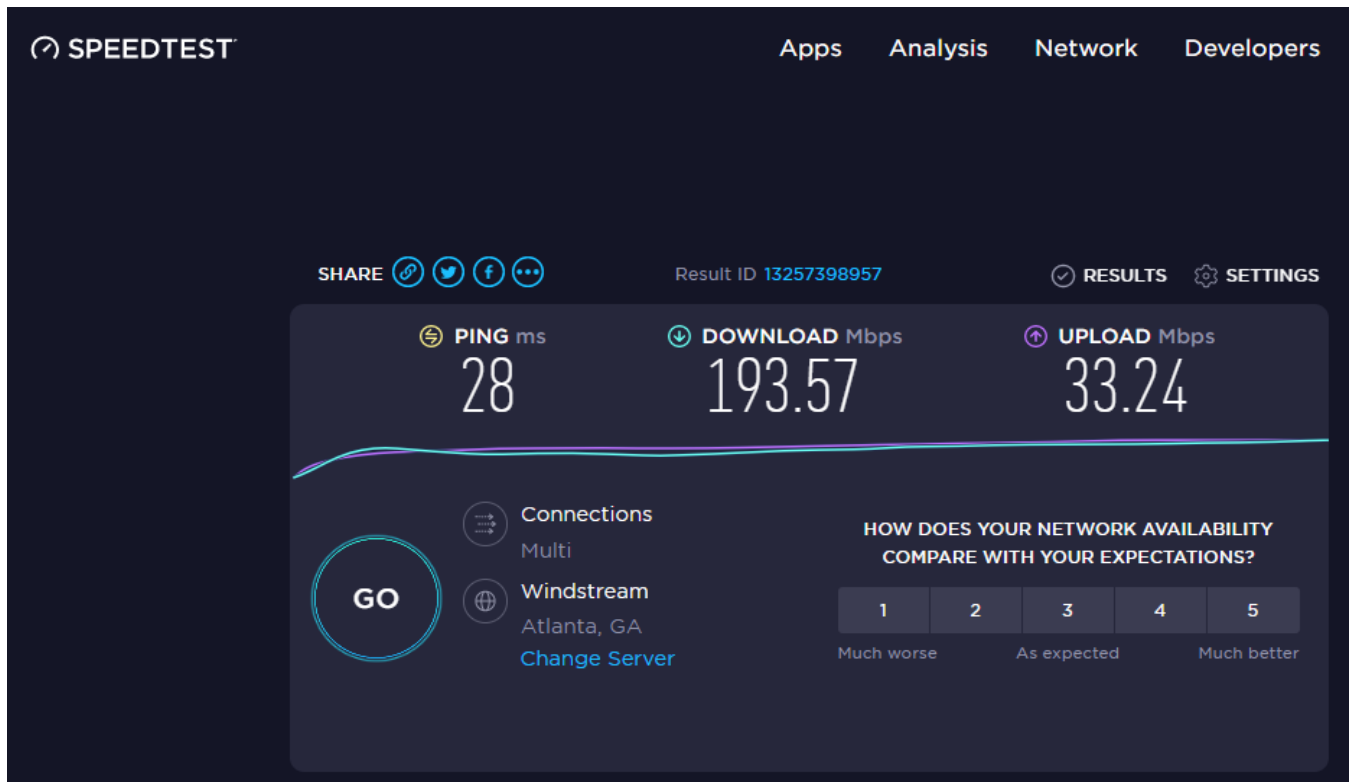 SPEEDTEST Apps Analysis Network Developers
SHARE Result ID 13257398957 RESULTS SETTINGS
PING ms DOWNLOAD Mbps UPLOAD Mbps
28 193.57 33.24
Connections
Multi
GO
Windstream
Atlanta, GA
Change Server
HOW DOES YOUR NETWORK AVAILABILITY
COMPARE WITH YOUR EXPECTATIONS?
1 2 3 4 5
Much worse As expected Much better